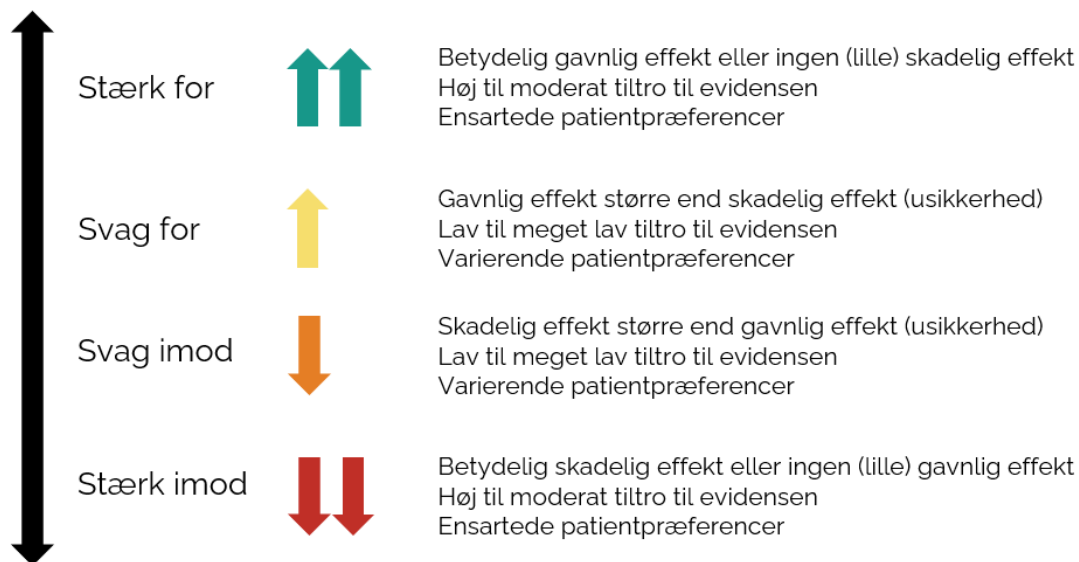 Stærk for
Betydelig gavnlig effekt eller ingen (lille) skadelig effekt
Høj til moderat tiltro til evidensen
Ensartede patientpræferencer
Svag for
Gavnlig effekt større end skadelig effekt (usikkerhed)
Lav til meget lav tiltro til evidensen
Varierende patientpræferencer
Svag imod
Skadelig effekt større end gavnlig effekt (usikkerhed)
Lav til meget lav tiltro til evidensen
Varierende patientpræferencer
Stærk imod
Betydelig skadelig effekt eller ingen (lille) gavnlig effekt
Høj til moderat tiltro til evidensen
Ensartede patientpræferencer